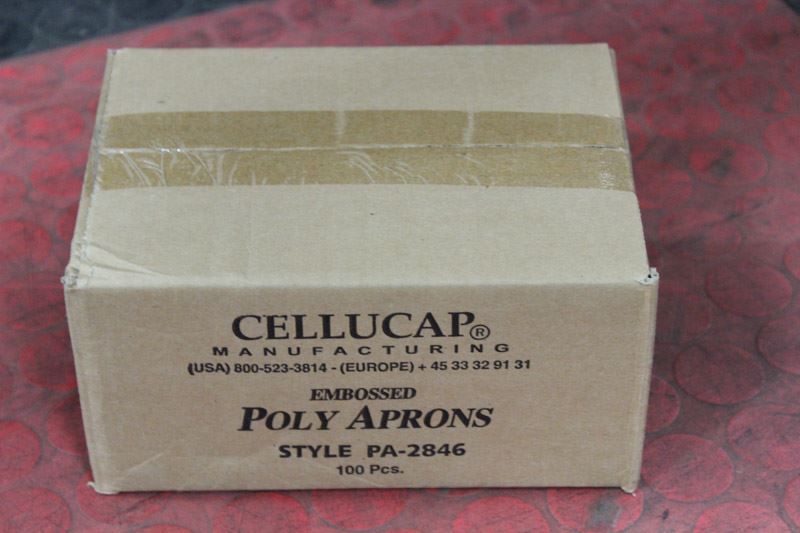 CELLUCAP®
MANUFACTURING
(USA) 800-523-3814 - (EUROPE) + 45 33 32 91 31
EMBOSSED
POLY APRONS
STYLE PA-2846
100 Pcs.